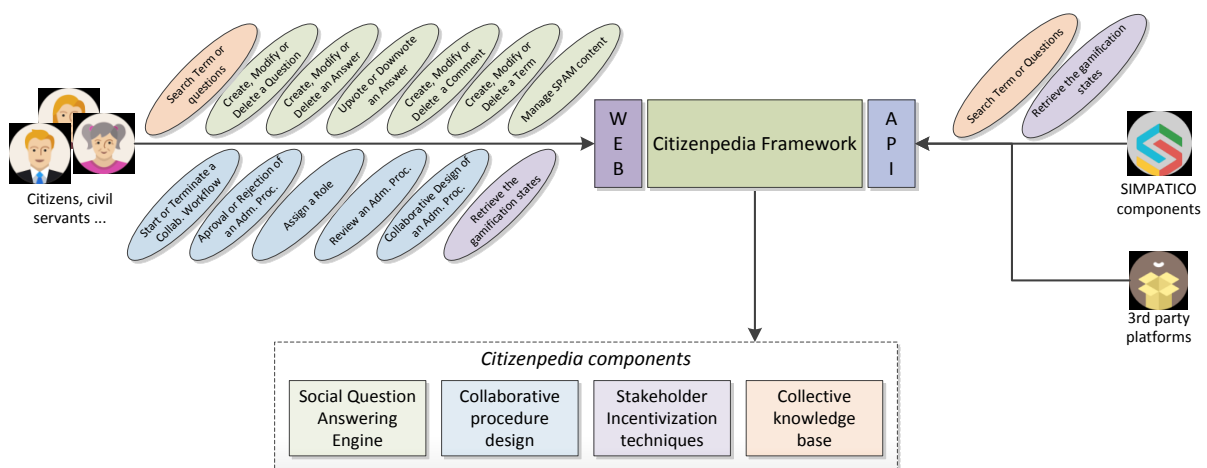 Search Term or
questions
Create, Modify or
Delete a Question
Create, Modify or
Delete an Answer
Upvote or Downvote
an Answer
Create, Modify or
Delete  a Comment
Create, Modify or
Delete a Term
Manage SPAM content
Search Term or Questions
Retrieve the gamification
states
W
E
B
Citizenpedia Framework
A
P
I
Citizens, civil
servants ...
SIMPATICO
components
Start or Terminate a
Collab. Workflow
Aproval or Rejection of
an Adm. Proc.
Assign a Role
Review an Adm. Proc.
Collaborative Design of
an Adm. Proc.
Retrieve the
gamification states
3rd party
platforms
Citizenpedia components
Social Question
Answering
Engine
Collaborative
procedure
design
Stakeholder
Incentivization
techniques
Collective
knowledge
base